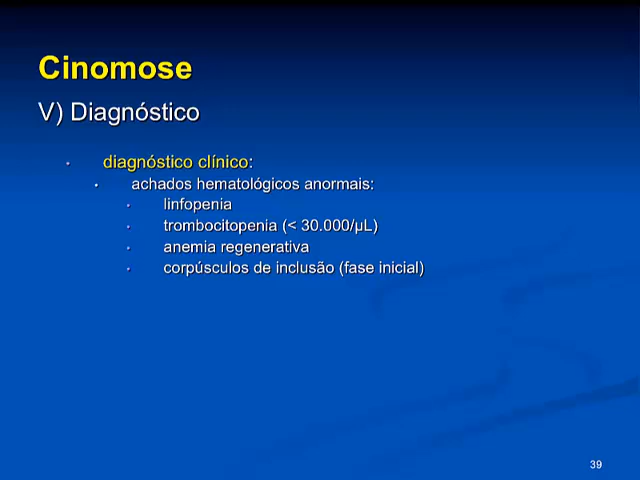 Cinomose
V) Diagnóstico
• diagnóstico clínico:
• achados hematológicos anormais:
• linfopenia
• trombocitopenia (< 30.000/µL)
• anemia regenerativa
• corpúsculos de inclusão (fase inicial)
39